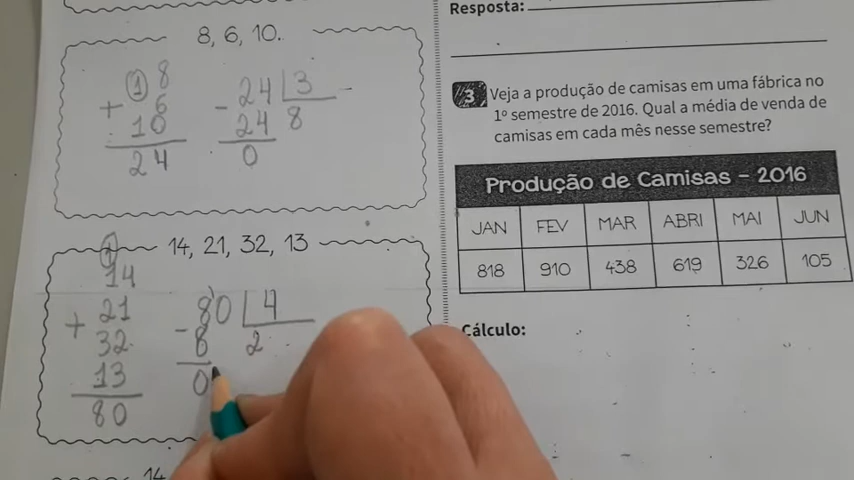 8, 6, 10.
1 8
+ 6
10
24
24 3
- 24 8
0
14, 21, 32, 13
1
14
+ 21
32
13
80
80 4
- 8 2
0
14
Resposta:
3 Veja a produção de camisas em uma fábrica no
1º semestre de 2016. Qual a média de venda de
camisas em cada mês nesse semestre?
Produção de Camisas - 2016
JAN FEV MAR ABRI MAI JUN
818 910 438 619 326 105
Cálculo: